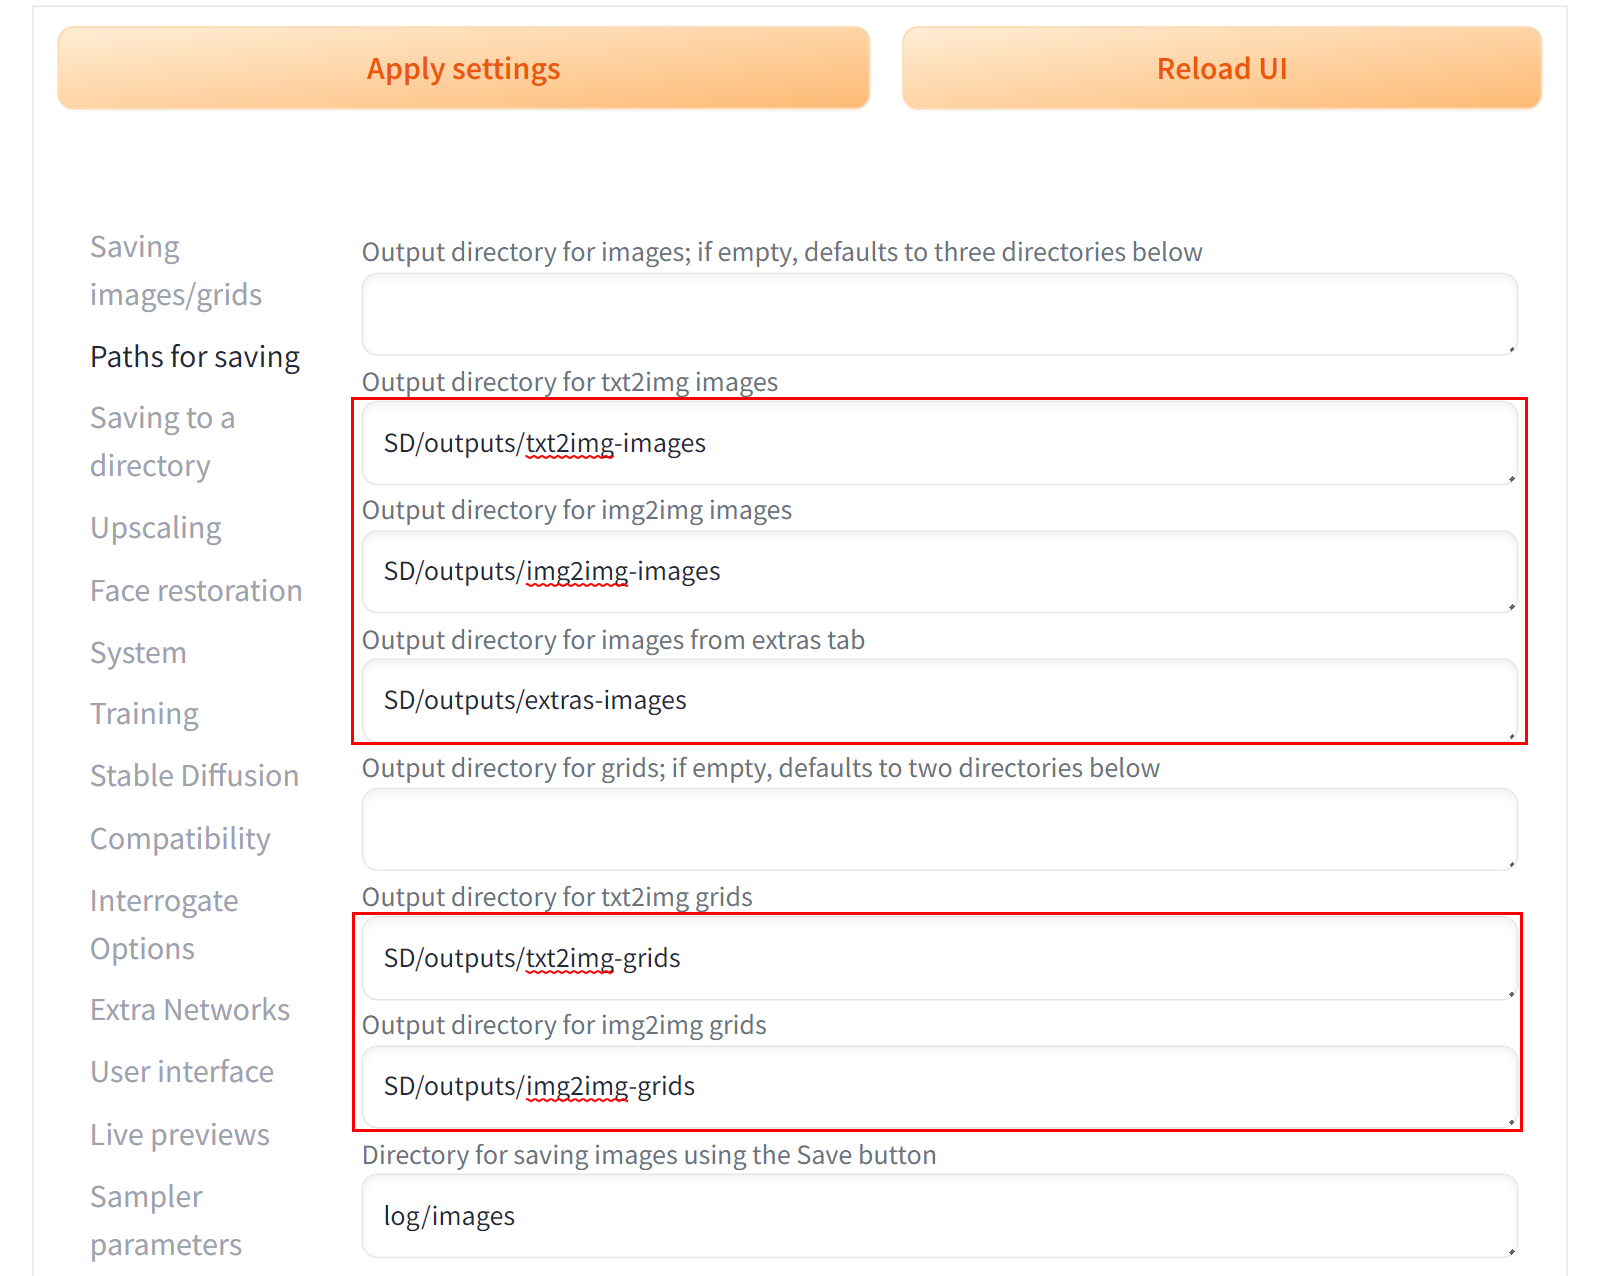 Apply settings
Reload UI
Saving
images/grids
Paths for saving
Saving to a
directory
Upscaling
Face restoration
System
Training
Stable Diffusion
Compatibility
Interrogate
Options
Extra Networks
User interface
Live previews
Sampler
parameters
Output directory for images; if empty, defaults to three directories below
Output directory for txt2img images
SD/outputs/txt2img-images
Output directory for img2img images
SD/outputs/img2img-images
Output directory for images from extras tab
SD/outputs/extras-images
Output directory for grids; if empty, defaults to two directories below
Output directory for txt2img grids
SD/outputs/txt2img-grids
Output directory for img2img grids
SD/outputs/img2img-grids
Directory for saving images using the Save button
log/images